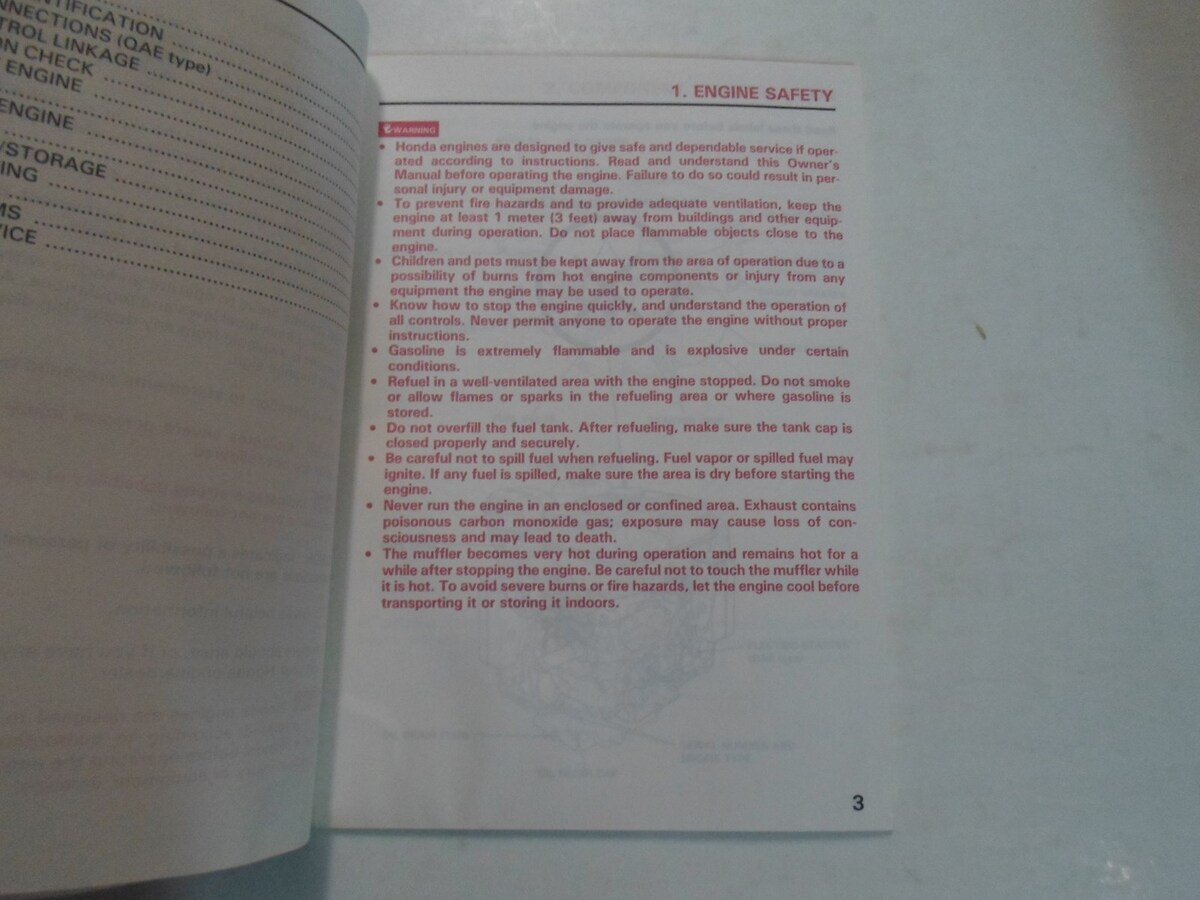 NTIFICATION
NNECTIONS (QAE type)
TROL LINKAGE
ON CHECK
ENGINE
ENGINE
/STORAGE
ING
MS
VICE
1. ENGINE SAFETY
WARNING
• Honda engines are designed to give safe and dependable service if oper-
ated according to instructions. Read and understand this Owner's
Manual before operating the engine. Failure to do so could result in per-
sonal injury or equipment damage.
• To prevent fire hazards and to provide adequate ventilation, keep the
engine at least 1 meter (3 feet) away from buildings and other equip-
ment during operation. Do not place flammable objects close to the
engine.
• Children and pets must be kept away from the area of operation due to a
possibility of burns from hot engine components or injury from any
equipment the engine may be used to operate.
• Know how to stop the engine quickly, and understand the operation of
all controls. Never permit anyone to operate the engine without proper
instructions.
• Gasoline is extremely flammable and is explosive under certain
conditions.
• Refuel in a well-ventilated area with the engine stopped. Do not smoke
or allow flames or sparks in the refueling area or where gasoline is
stored.
• Do not overfill the fuel tank. After refueling, make sure the tank cap is
closed properly and securely.
• Be careful not to spill fuel when refueling. Fuel vapor or spilled fuel may
ignite. If any fuel is spilled, make sure the area is dry before starting the
engine.
• Never run the engine in an enclosed or confined area. Exhaust contains
poisonous carbon monoxide gas; exposure may cause loss of con-
sciousness and may lead to death.
• The muffler becomes very hot during operation and remains hot for a
while after stopping the engine. Be careful not to touch the muffler while
it is hot. To avoid severe burns or fire hazards, let the engine cool before
transporting it or storing it indoors.
3